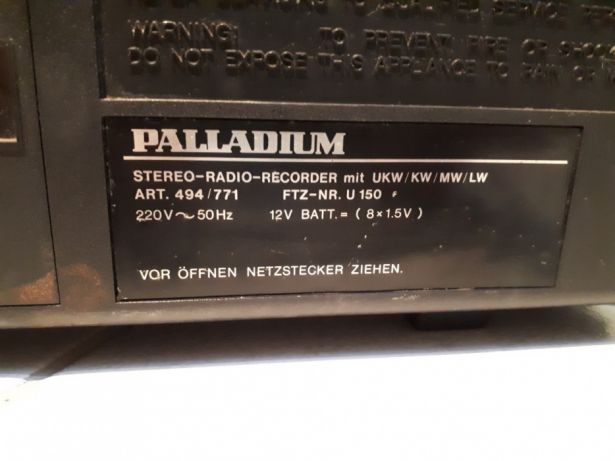 WARNING: TO PREVENT FIRE OR SHOCK
DO NOT EXPOSE THIS APPLIANCE TO RAIN OR
PALLADIUM
STEREO-RADIO-RECORDER mit UKW/KW/MW/LW
ART. 494/771 FTZ-NR. U 150
220V~50Hz 12V BATT.= ( 8×1.5V )
VOR ÖFFNEN NETZSTECKER ZIEHEN.